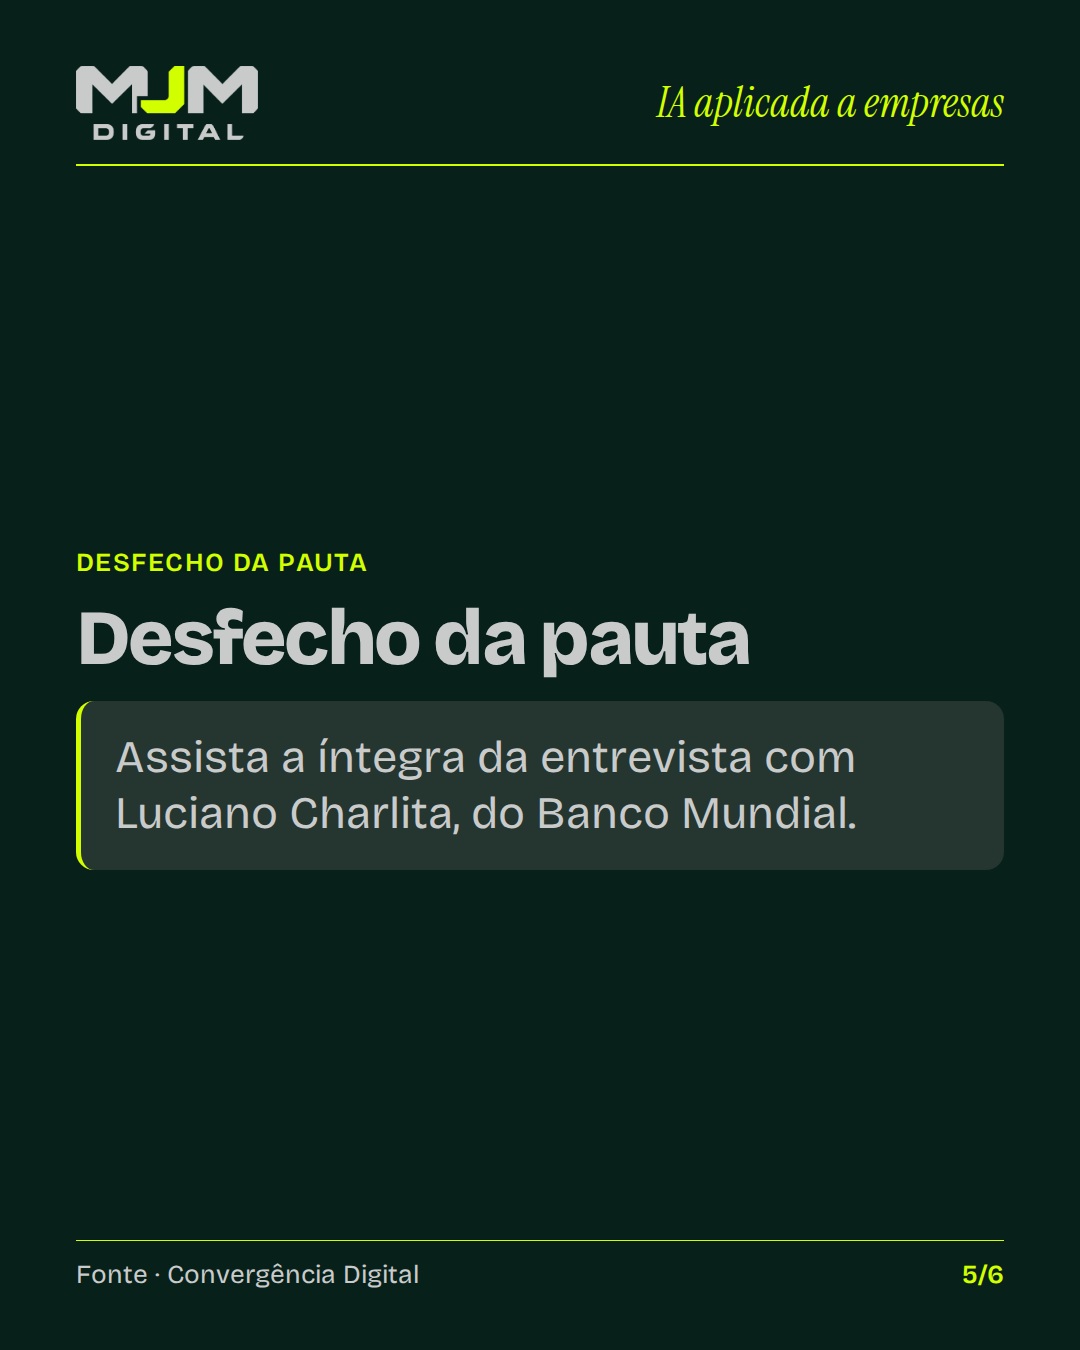 MJM
DIGITAL
IA aplicada a empresas
DESFECHO DA PAUTA
Desfecho da pauta
Assista a íntegra da entrevista com
Luciano Charlita, do Banco Mundial.
Fonte · Convergência Digital
5/6